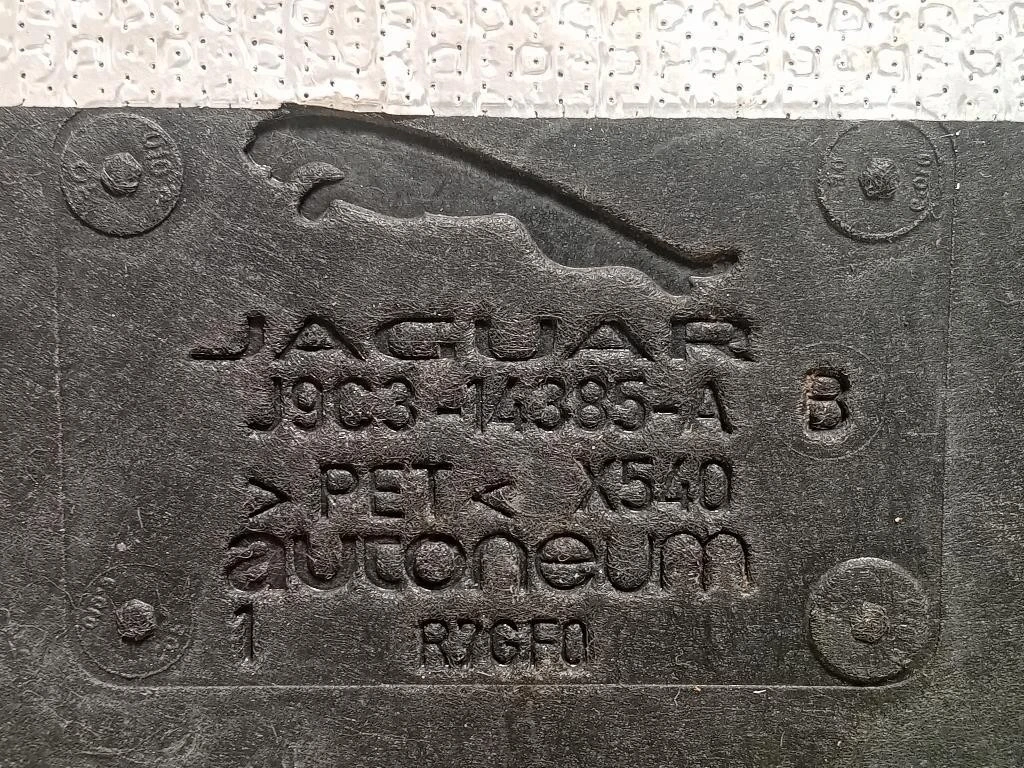 JAGUAR
J9C3-14385-A B
>PET< X540
autoneum
1 R7GF0